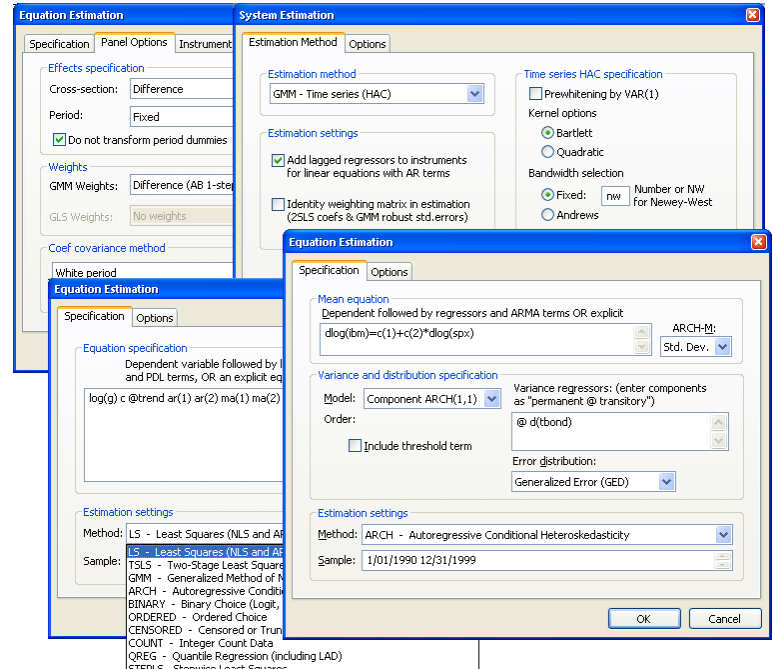 Equation Estimation
Specification
Panel Options
Instrument
Effects specification
Cross-section:
Difference
Period:
Fixed
Do not transform period dummies
Weights
GMM Weights:
Difference (AB 1-step
GLS Weights:
No weights
Coef covariance method
White period
System Estimation
Estimation Method
Options
Estimation method
GMM - Time series (HAC)
Estimation settings
Add lagged regressors to instruments
for linear equations with AR terms
Identity weighting matrix in estimation
(2SLS coefs & GMM robust std.errors)
Time series HAC specification
Prewhitening by VAR(1)
Kernel options
Bartlett
Quadratic
Bandwidth selection
Fixed:
nw
Number or NW
for Newey-West
Andrews
Equation Estimation
Specification
Options
Equation specification
Dependent variable followed by
and PDL terms, OR an explicit
log(g) c @trend ar(1) ar(2) ma(1) ma(2)
Estimation settings
Method:
LS - Least Squares (NLS and
Sample:
LS - Least Squares (NLS and
TSLS - Two-Stage Least
GMM - Generalized Method of
ARCH - Autoregressive
BINARY - Binary Choice (Logit,
ORDERED - Ordered Choice
CENSORED - Censored or
COUNT - Integer Count Data
QREG - Quantile Regression (including LAD)
STEPLS - Stepwise Least Squares
Equation Estimation
Specification
Options
Mean equation
Dependent followed by regressors and ARMA terms OR explicit
dlog(ibm)=c(1)+c(2)*dlog(spx)
ARCH-M:
Std. Dev.
Variance and distribution specification
Model:
Component ARCH(1,1)
Order:
Include threshold term
Variance regressors: (enter components
as "permanent @ transitory")
@ d(tbond)
Error distribution:
Generalized Error (GED)
Estimation settings
Method:
ARCH - Autoregressive Conditional Heteroskedasticity
Sample:
1/01/1990 12/31/1999
OK
Cancel